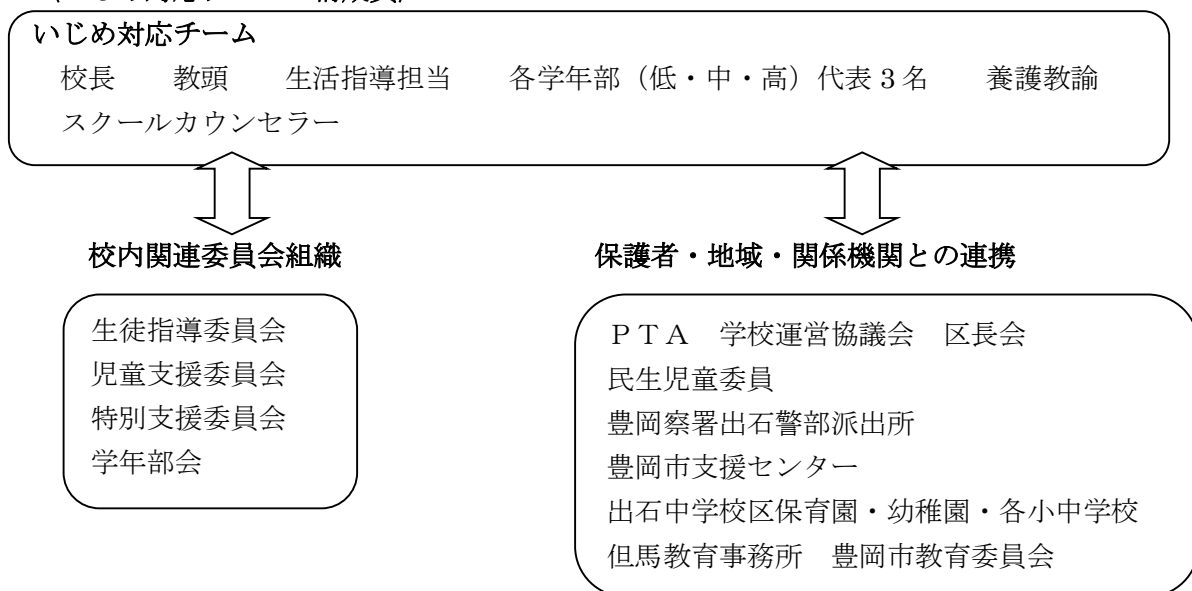 いじめ対応チーム
校長　教頭　生活指導担当　各学年部（低・中・高）代表3名　養護教諭
スクールカウンセラー
校内関連委員会組織
生徒指導委員会
児童支援委員会
特別支援委員会
学年部会
保護者・地域・関係機関との連携
ＰＴＡ　学校運営協議会　区長会
民生児童委員
豊岡察署出石警部派出所
豊岡市支援センター
出石中学校区保育園・幼稚園・各小中学校
但馬教育事務所　豊岡市教育委員会